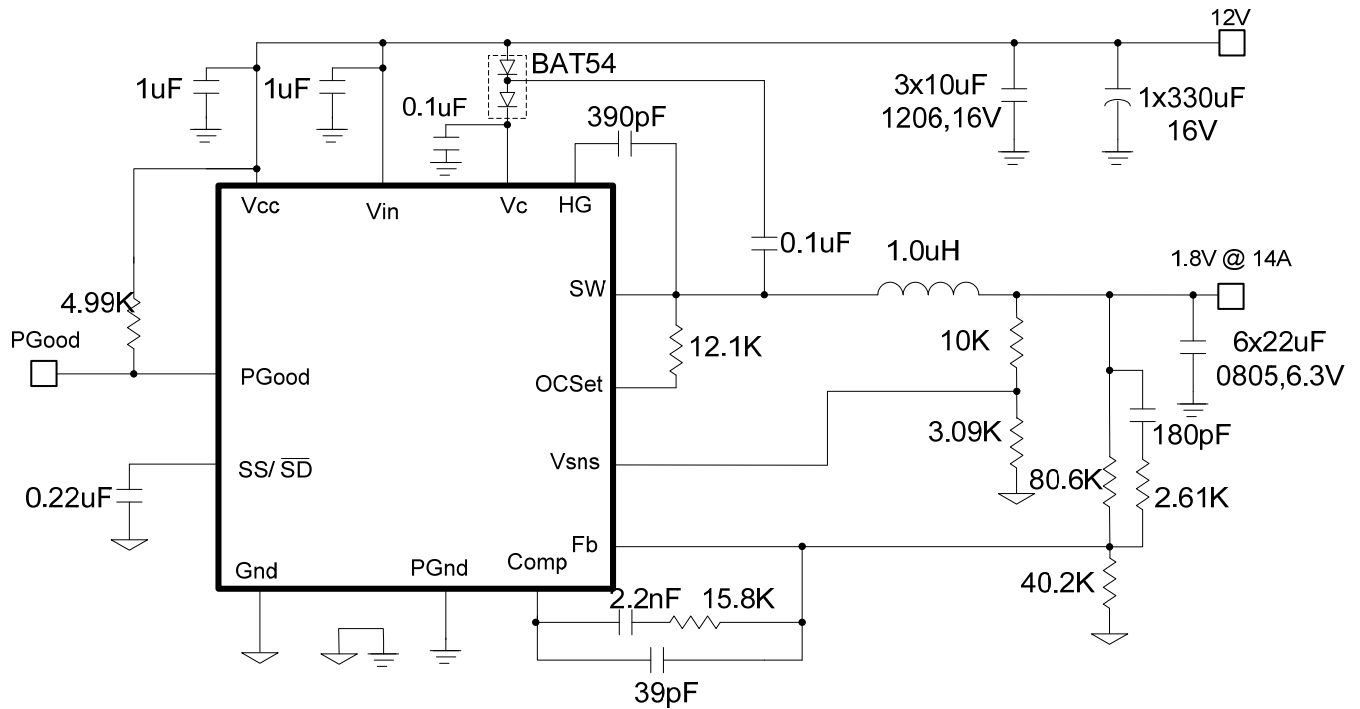 12V
BAT54
1uF
1uF
0.1uF
390pF
3x10uF
1206,16V
1x330uF
16V
Vcc
Vin
Vc
HG
0.1uF
1.0uH
1.8V @ 14A
SW
4.99K
PGood
12.1K
10K
6x22uF
0805,6.3V
PGood
OCSet
3.09K
180pF
SS/ SD
Vsns
0.22uF
80.6K
2.61K
Fb
Comp
Gnd
PGnd
40.2K
2.2nF
15.8K
39pF